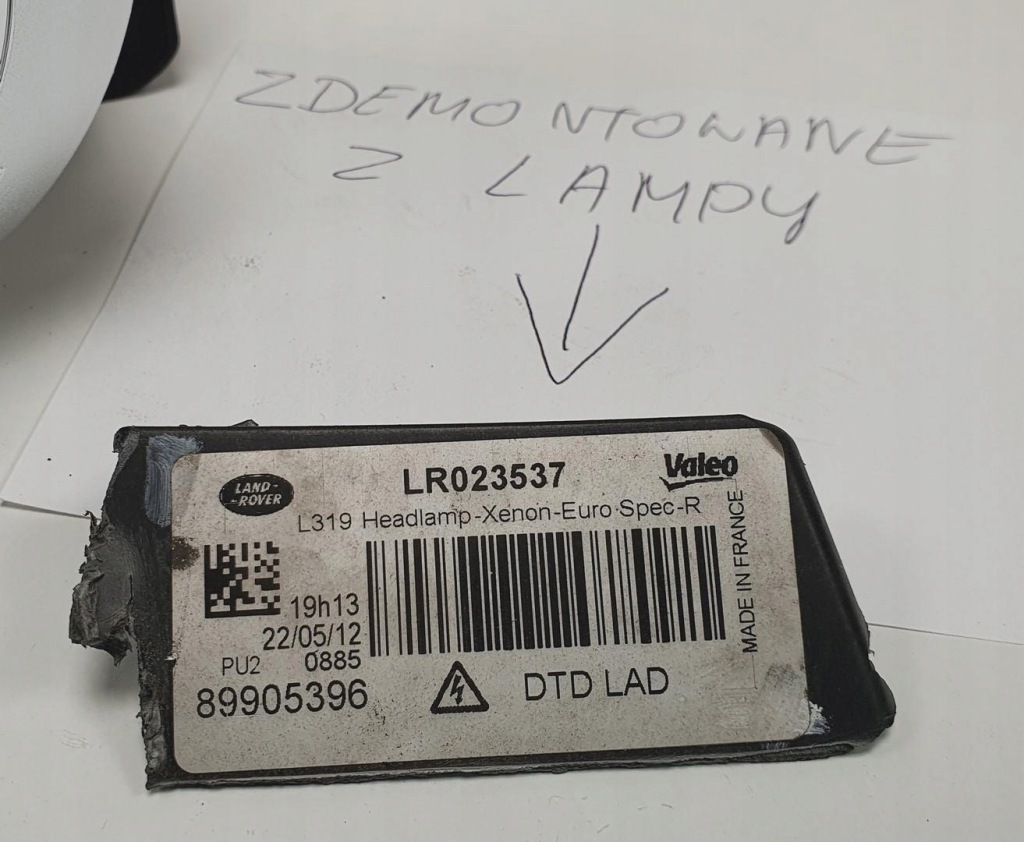 ZDEMONTOWANE
Z LAMPY
LAND-
-ROVER
LR023537
Valeo
L319 Headlamp-Xenon-Euro Spec-R
MADE IN FRANCE
19h13
22/05/12
PU2 0885
89905396
DTD LAD